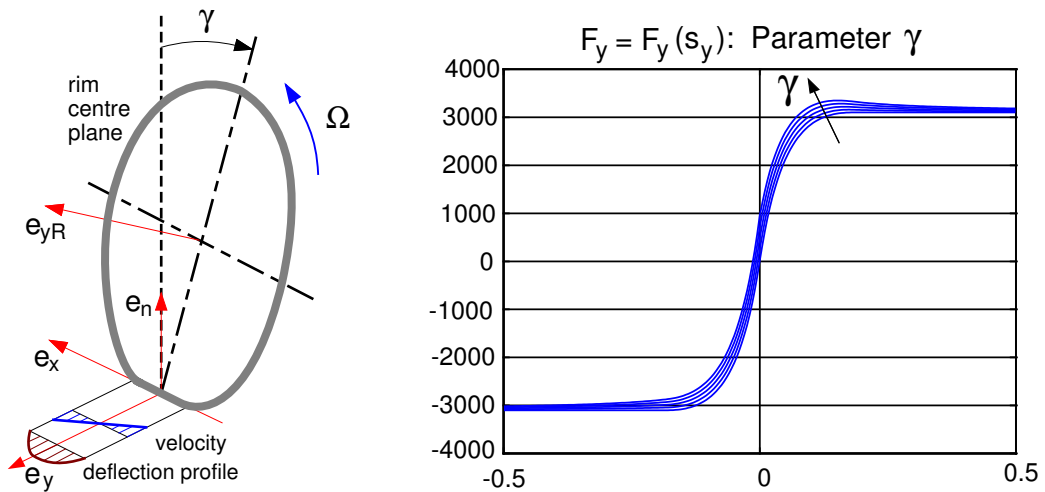 γ
rim
centre
plane
Ω
e_yR
e_n
e_x
velocity
deflection profile
e_y
F_y = F_y (s_y): Parameter γ
4000
3000
2000
1000
0
-1000
-2000
-3000
-4000
γ
-0.5
0
0.5